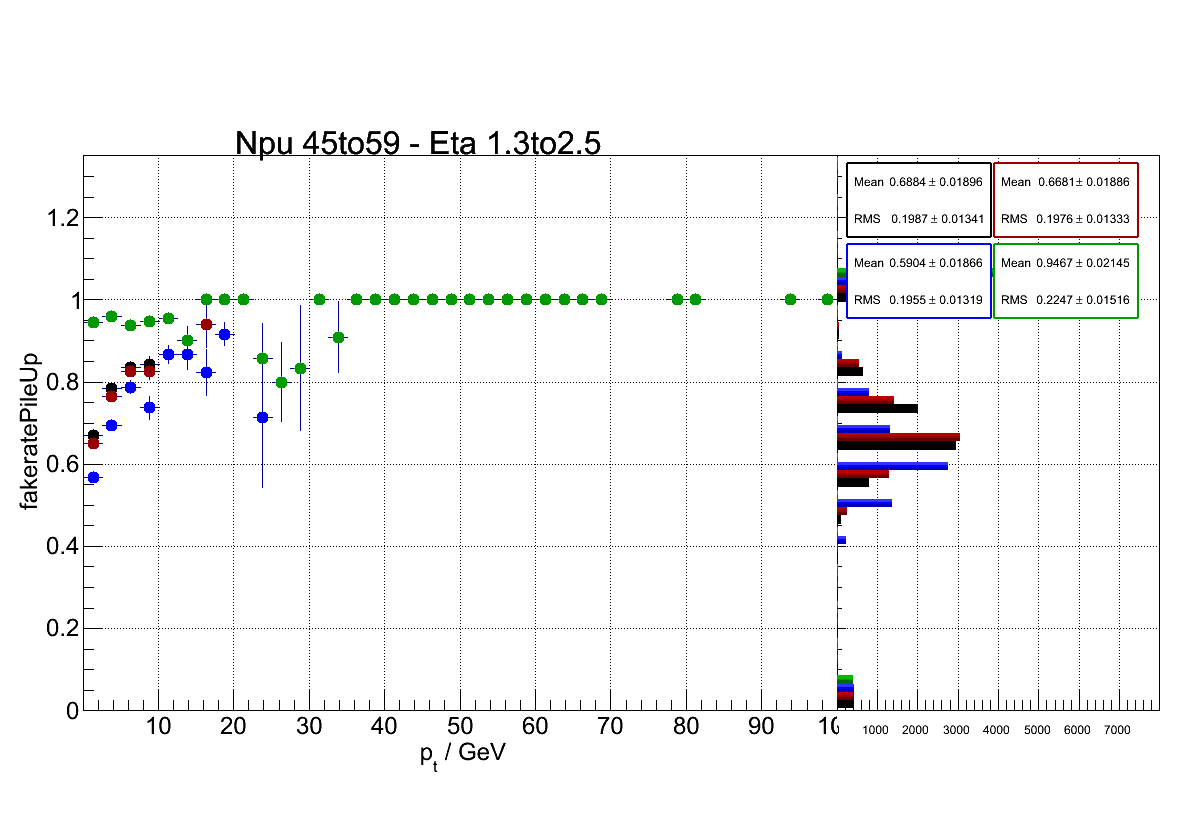 Npu 45to59 - Eta 1.3to2.5
Mean 0.6884 ± 0.01896
RMS 0.1987 ± 0.01341
Mean 0.6681 ± 0.01886
RMS 0.1976 ± 0.01333
Mean 0.5904 ± 0.01866
RMS 0.1955 ± 0.01319
Mean 0.9467 ± 0.02145
RMS 0.2247 ± 0.01516
fakeratePileUp
1.2
1
0.8
0.6
0.4
0.2
0
10 20 30 40 50 60 70 80 90 10
1000 2000 3000 4000 5000 6000 7000
pt / GeV